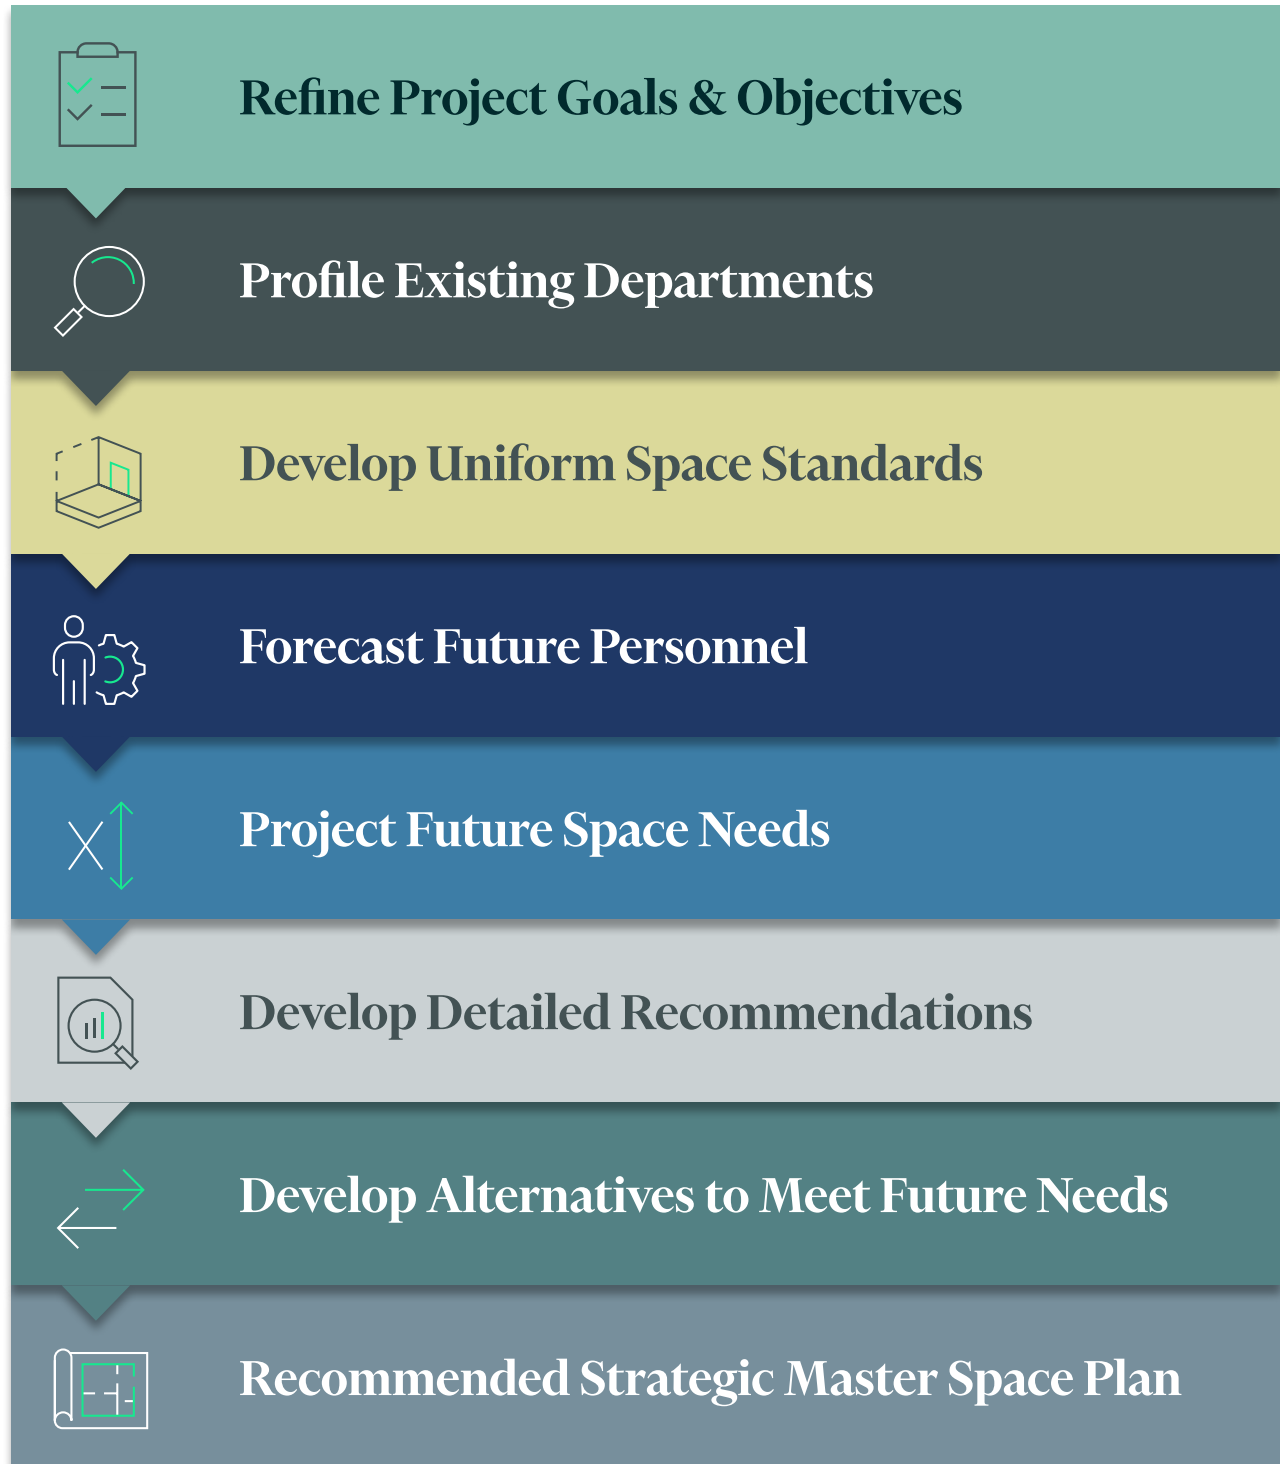 Refine Project Goals & Objectives
Profile Existing Departments
Develop Uniform Space Standards
Forecast Future Personnel
Project Future Space Needs
Develop Detailed Recommendations
Develop Alternatives to Meet Future Needs
Recommended Strategic Master Space Plan